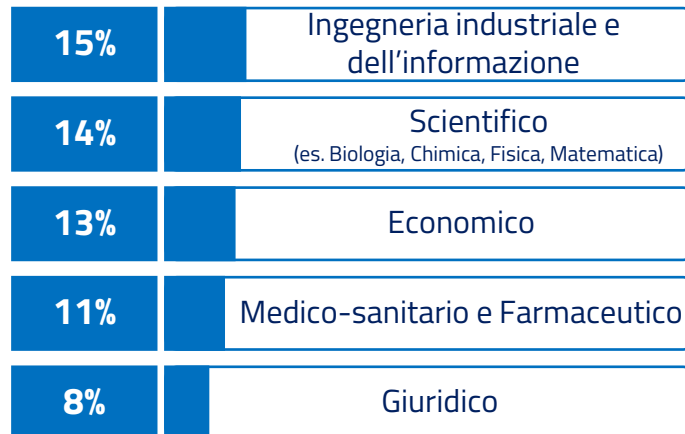 15%
Ingegneria industriale e
dell’informazione
14%
Scientifico
(es. Biologia, Chimica, Fisica, Matematica)
13%
Economico
11%
Medico-sanitario e Farmaceutico
8%
Giuridico